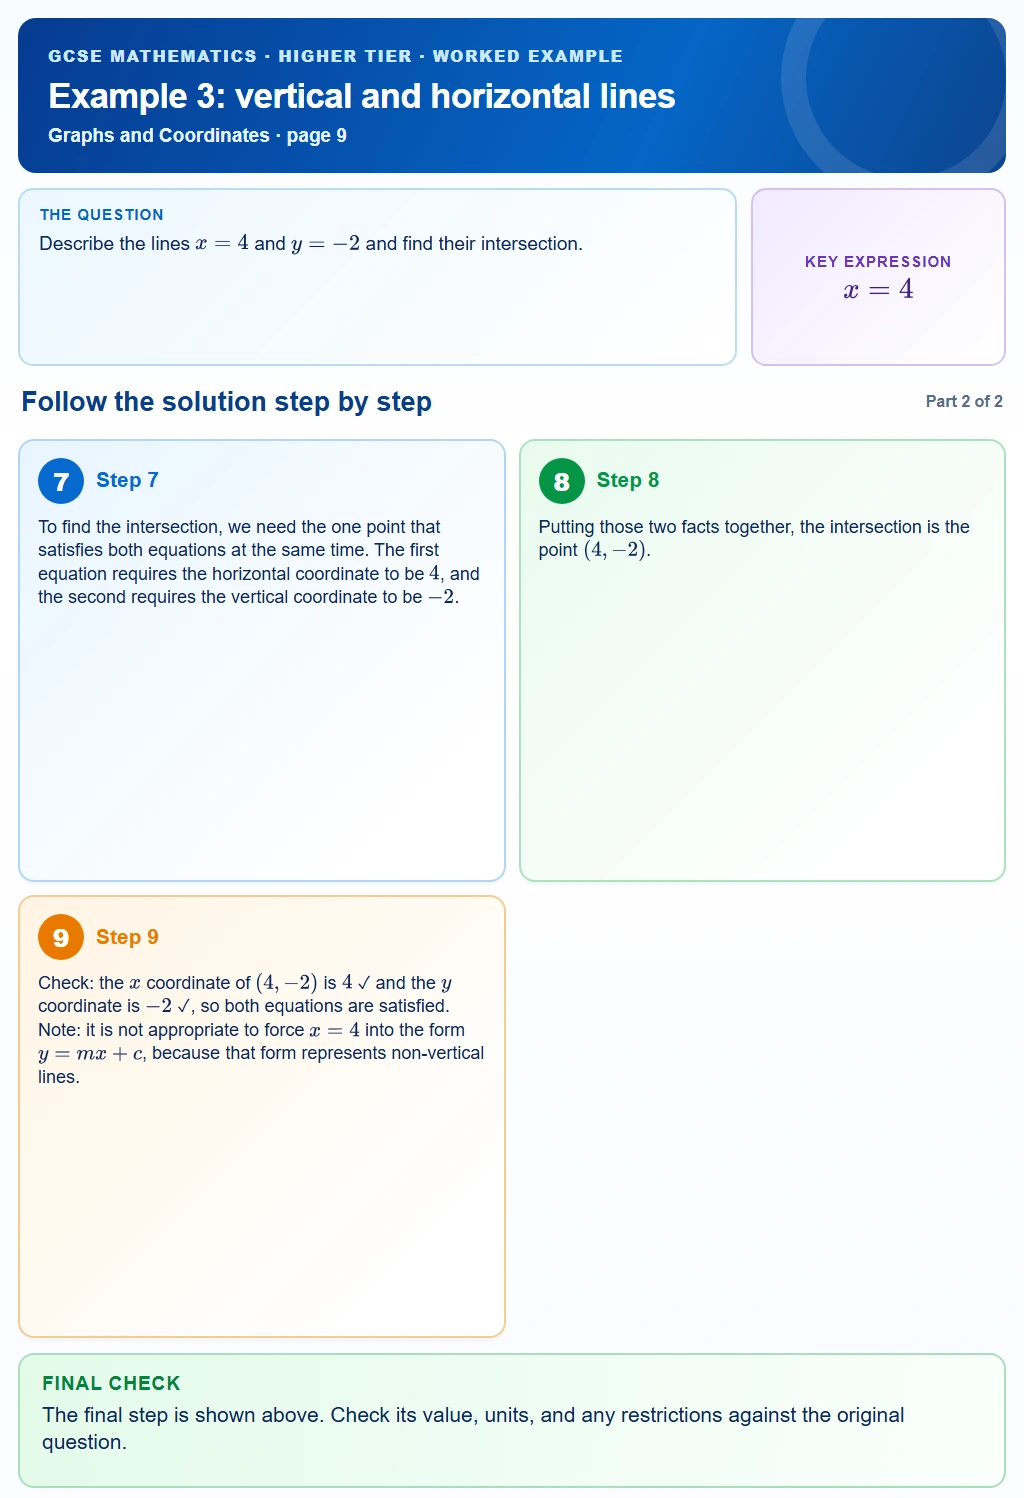 GCSE MATHEMATICS · HIGHER TIER · WORKED EXAMPLE
Example 3: vertical and horizontal lines
Graphs and Coordinates · page 9
THE QUESTION
Describe the lines x = 4 and y = −2 and find their intersection.
KEY EXPRESSION
x = 4
Follow the solution step by step
Part 2 of 2
7 Step 7
To find the intersection, we need the one point that
satisfies both equations at the same time. The first
equation requires the horizontal coordinate to be 4, and
the second requires the vertical coordinate to be −2.
8 Step 8
Putting those two facts together, the intersection is the
point (4, −2).
9 Step 9
Check: the x coordinate of (4, −2) is 4 ✓ and the y
coordinate is −2 ✓, so both equations are satisfied.
Note: it is not appropriate to force x = 4 into the form
y = mx + c, because that form represents non-vertical
lines.
FINAL CHECK
The final step is shown above. Check its value, units, and any restrictions against the original
question.